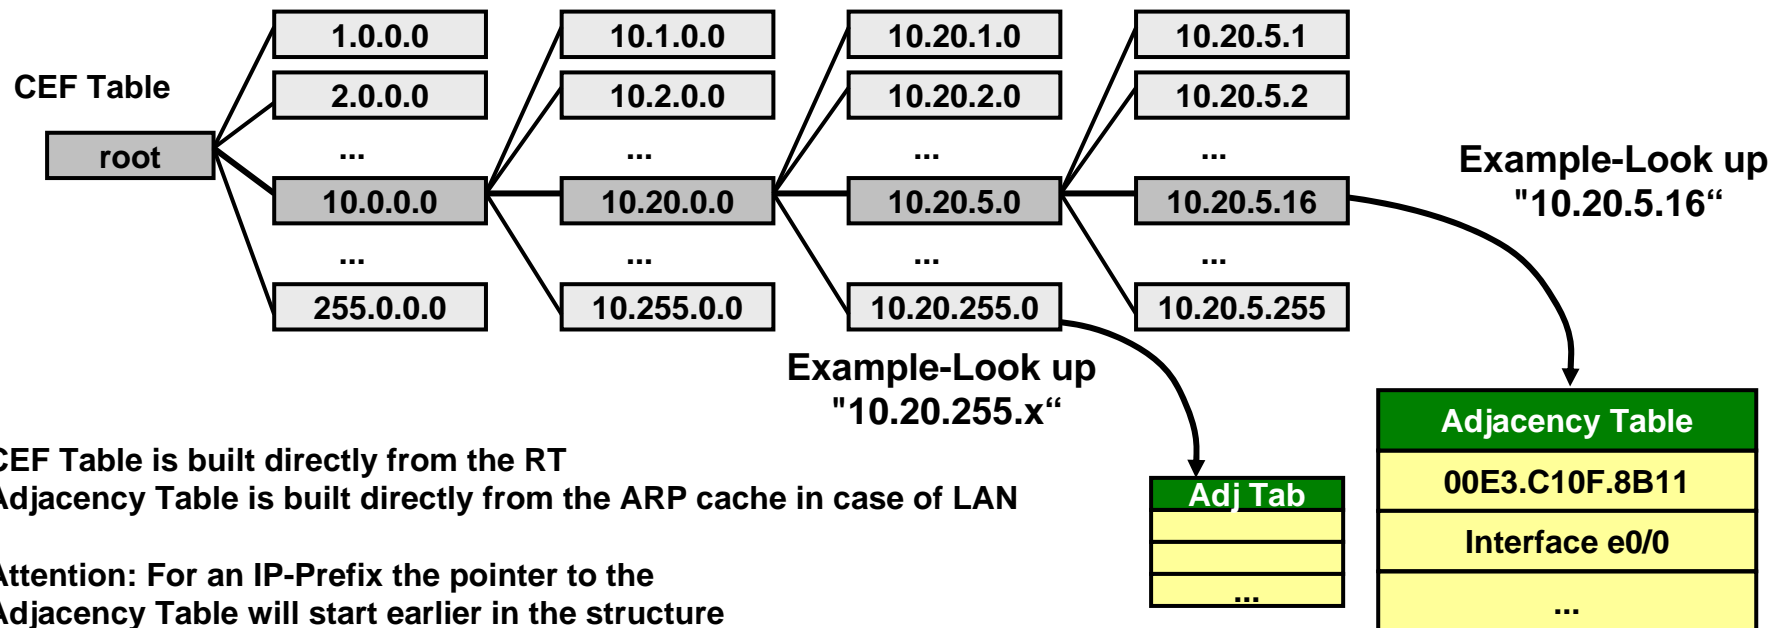 CEF Table
root
1.0.0.0
2.0.0.0
...
10.0.0.0
...
255.0.0.0
10.1.0.0
10.2.0.0
...
10.20.0.0
...
10.255.0.0
10.20.1.0
10.20.2.0
...
10.20.5.0
...
10.20.255.0
10.20.5.1
10.20.5.2
...
10.20.5.16
...
10.20.5.255
Example-Look up
"10.20.5.16“
Example-Look up
"10.20.255.x“
CEF Table is built directly from the RT
Adjacency Table is built directly from the ARP cache in case of LAN
Attention: For an IP-Prefix the pointer to the
Adjacency Table will start earlier in the structure
Adj Tab
...
Adjacency Table
00E3.C10F.8B11
Interface e0/0
...